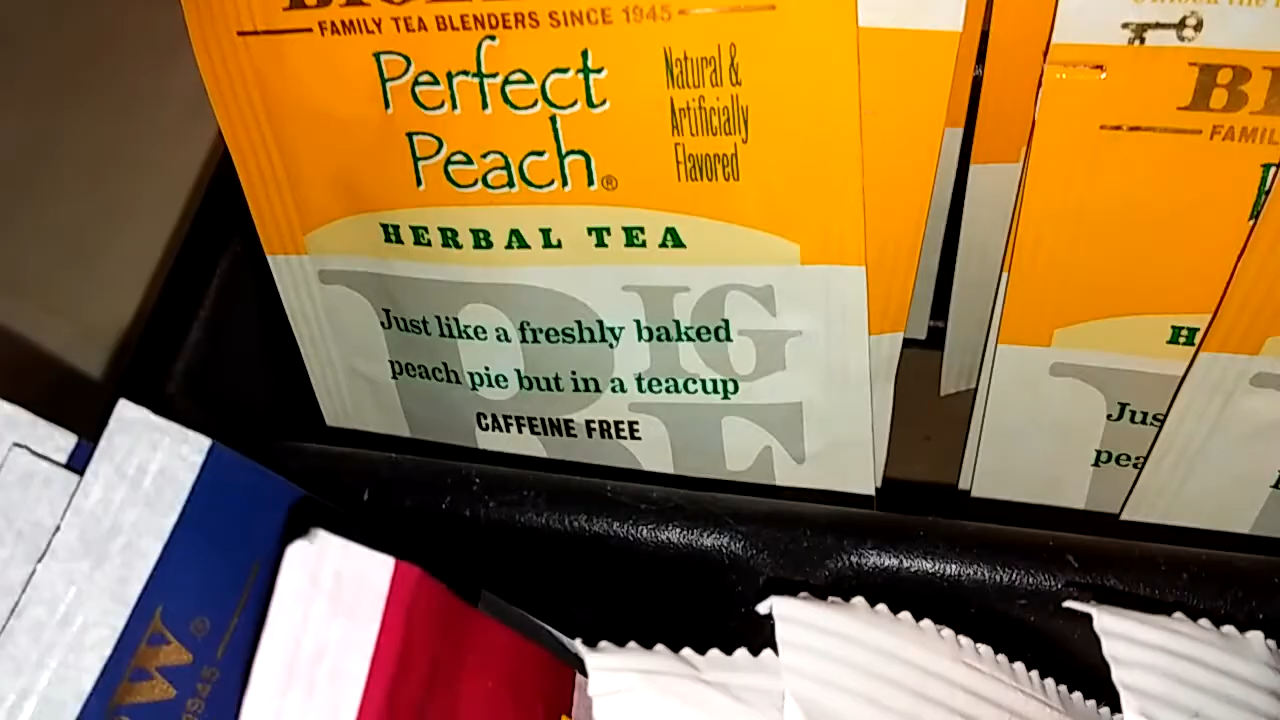 FAMILY TEA BLENDERS SINCE 1945
Perfect
Peach®
Natural &
Artificially
Flavored
HERBAL TEA
Just like a freshly baked
peach pie but in a teacup
CAFFEINE FREE
BIG
FAMIL
H
Jus
pea
W®
1945